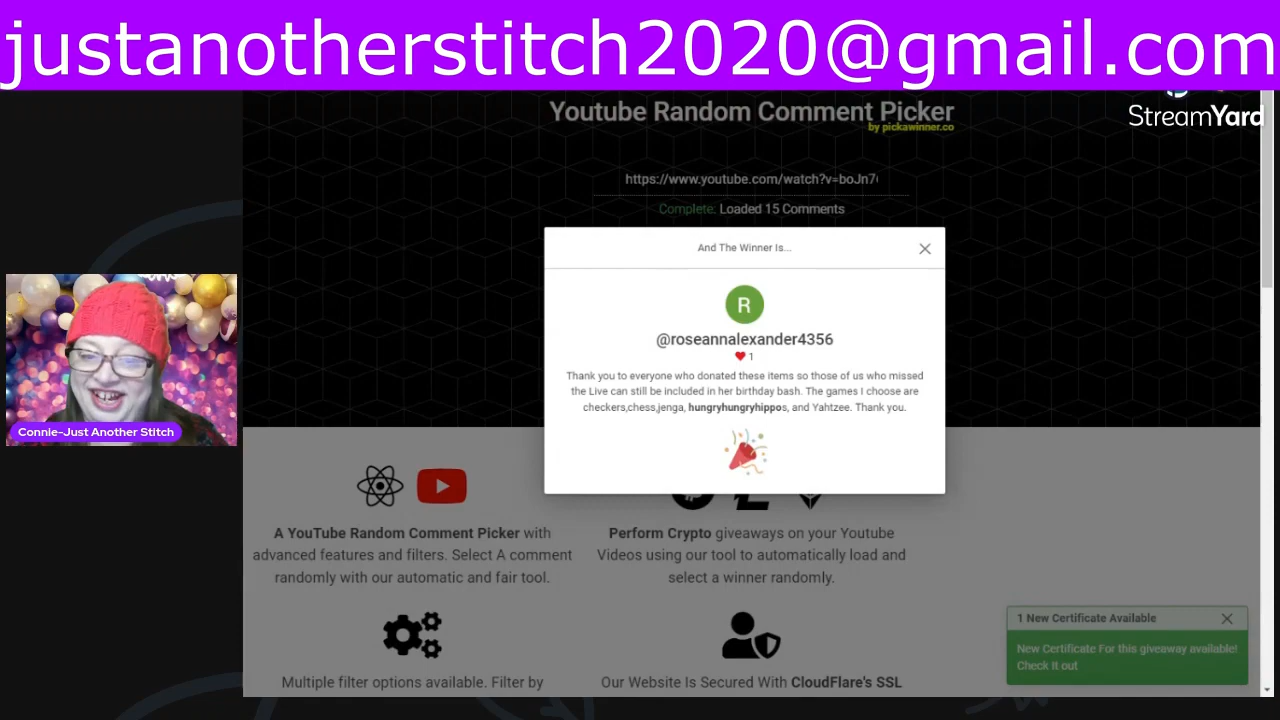 justanotherstitch2020@gmail.com
StreamYard
Youtube Random Comment Picker
by pickawinner.co
https://www.youtube.com/watch?v=boJn7
Complete: Loaded 15 Comments
And The Winner Is...
R
@roseannalexander4356
1
Thank you to everyone who donated these items so those of us who missed
the Live can still be included in her birthday bash. The games I choose are
checkers,chess,jenga, hungryhungryhippos, and Yahtzee. Thank you.
Connie-Just Another Stitch
A YouTube Random Comment Picker with
advanced features and filters. Select A comment
randomly with our automatic and fair tool.
Perform Crypto giveaways on your Youtube
Videos using our tool to automatically load and
select a winner randomly.
1 New Certificate Available
New Certificate For this giveaway available!
Check It out
Multiple filter options available. Filter by
Our Website Is Secured With CloudFlare's SSL